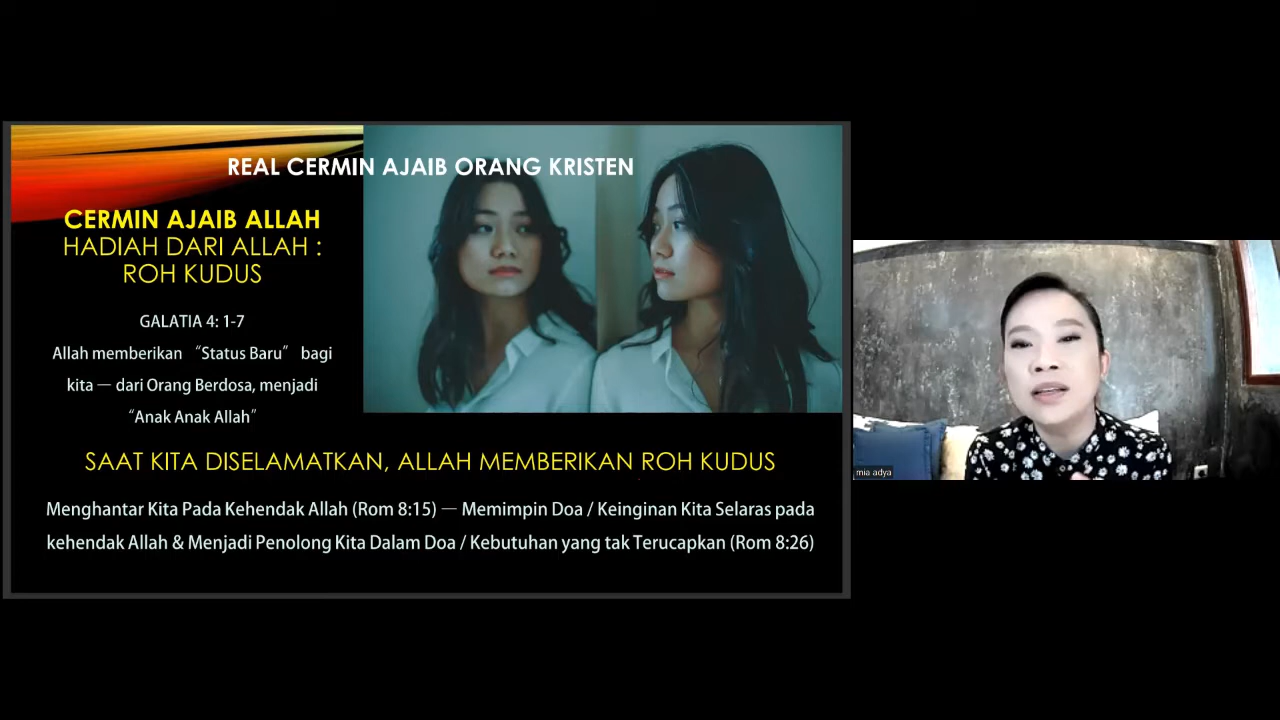 REAL CERMIN AJAIB ORANG KRISTEN
CERMIN AJAIB ALLAH
HADIAH DARI ALLAH :
ROH KUDUS
GALATIA 4: 1-7
Allah memberikan “Status Baru” bagi
kita — dari Orang Berdosa, menjadi
“Anak Anak Allah”
SAAT KITA DISELAMATKAN, ALLAH MEMBERIKAN ROH KUDUS
Menghantar Kita Pada Kehendak Allah (Rom 8:15) — Memimpin Doa / Keinginan Kita Selaras pada
kehendak Allah & Menjadi Penolong Kita Dalam Doa / Kebutuhan yang tak Terucapkan (Rom 8:26)
mia adya